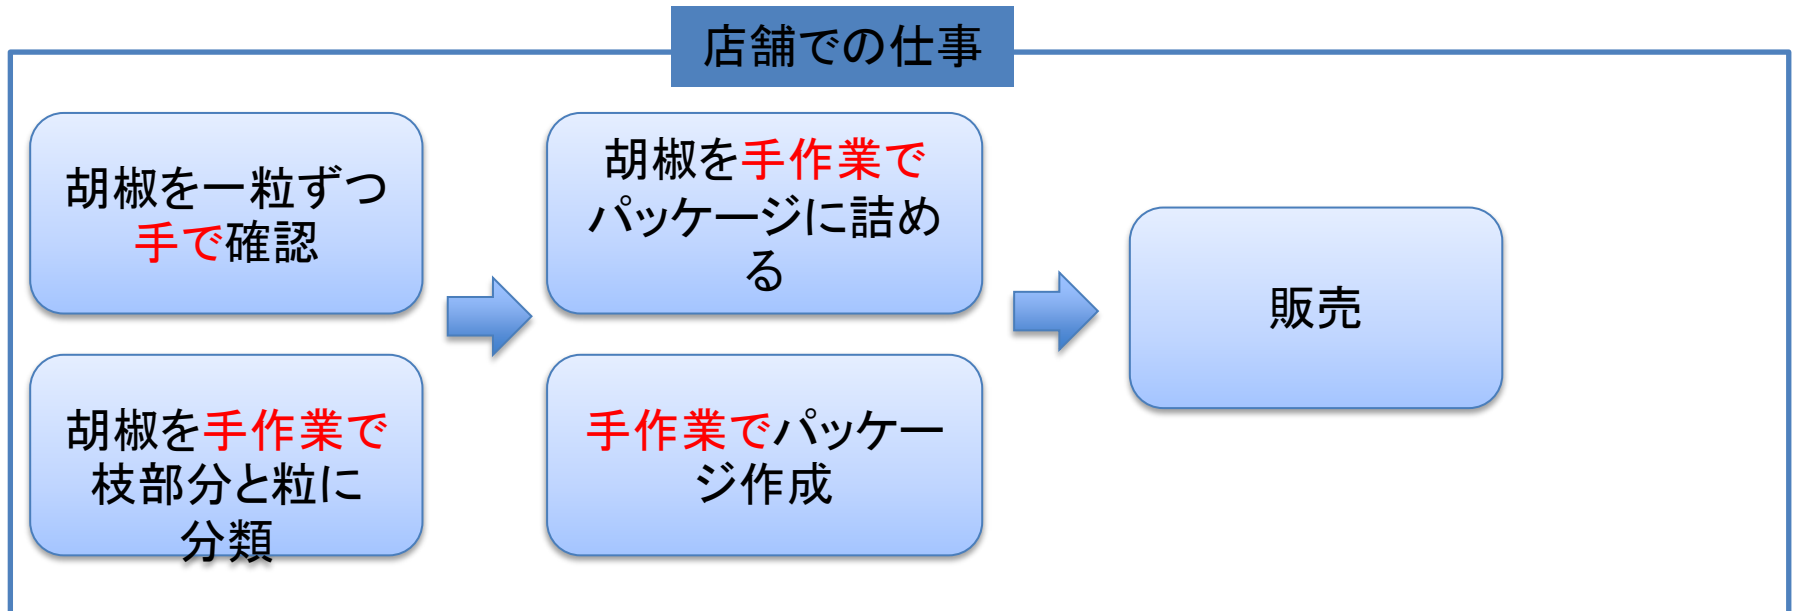 店舗での仕事
胡椒を一粒ずつ
手で確認
胡椒を手作業で
枝部分と粒に
分類
胡椒を手作業で
パッケージに詰め
る
手作業でパッケー
ジ作成
販売